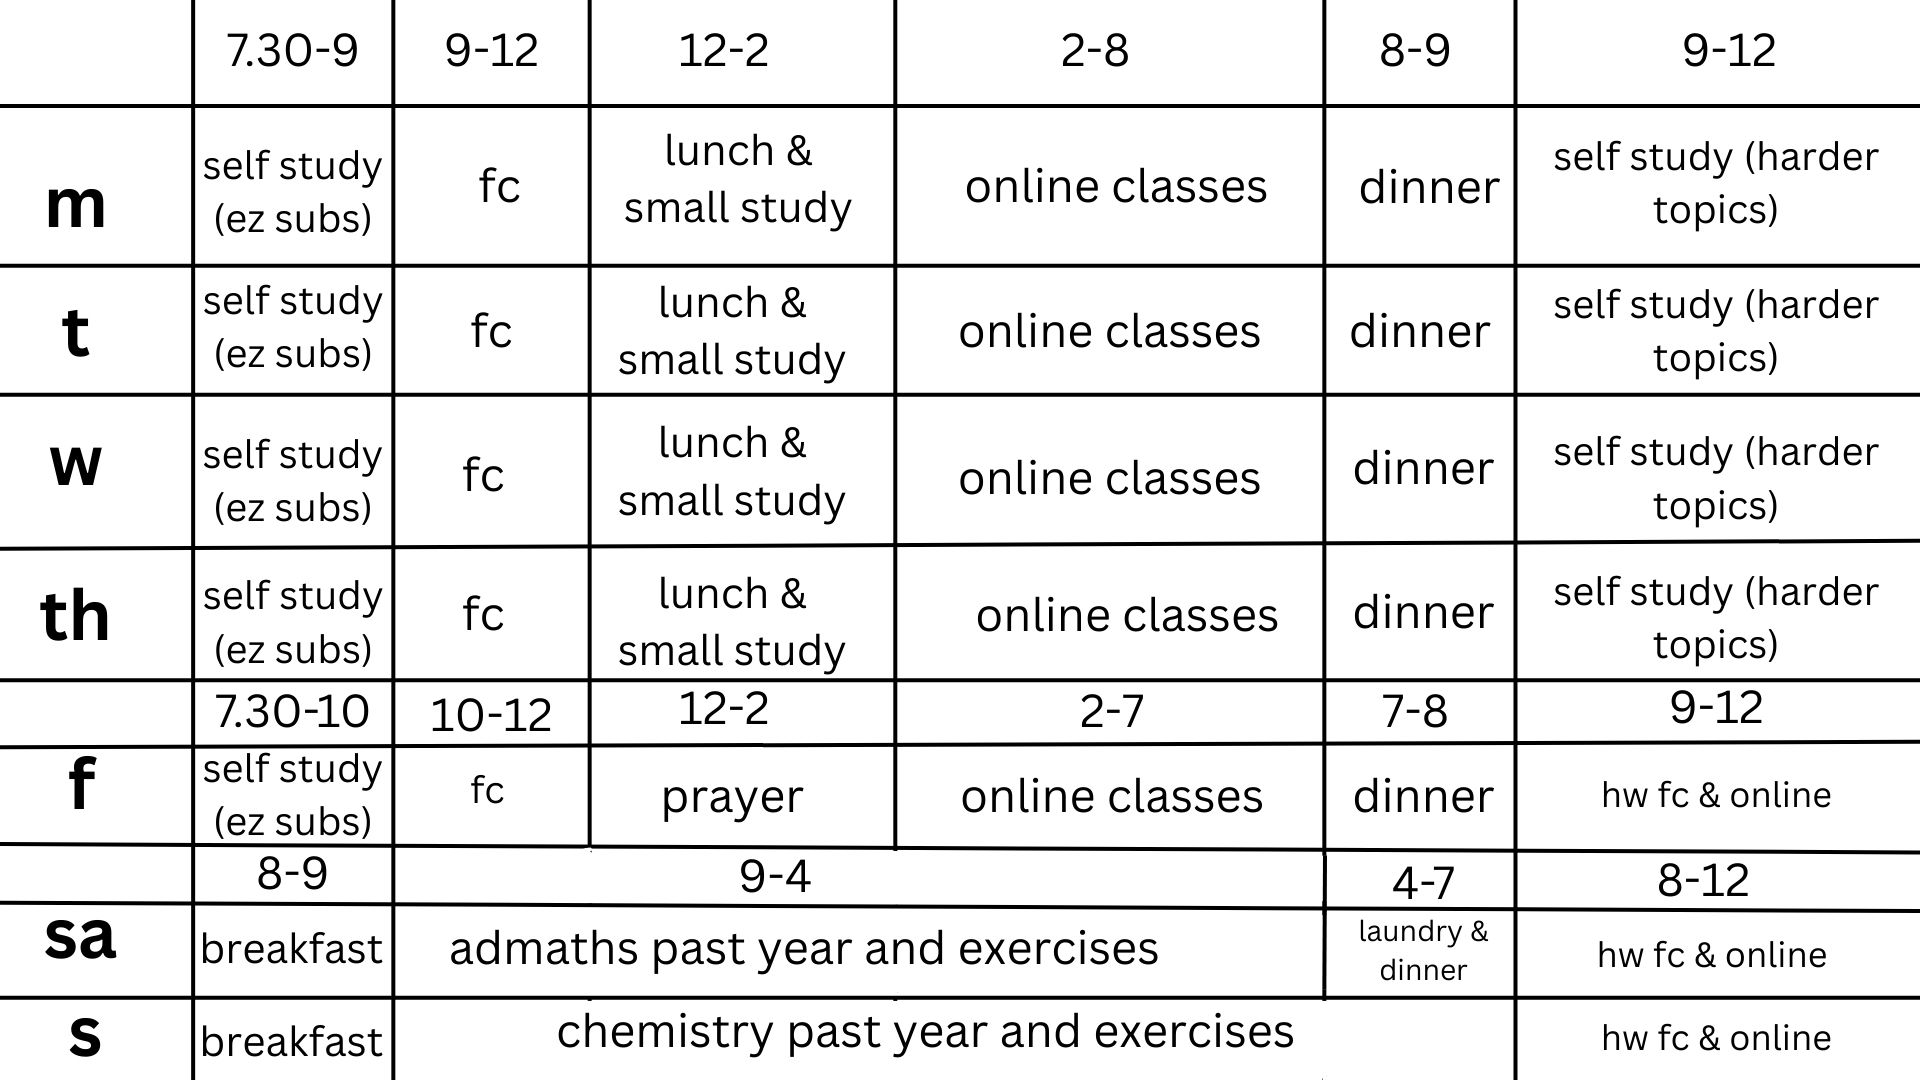 7.30-9 9-12 12-2 2-8 8-9 9-12
m
self study
(ez subs)
fc
lunch &
small study
online classes
dinner
self study (harder
topics)
t
self study
(ez subs)
fc
lunch &
small study
online classes
dinner
self study (harder
topics)
w
self study
(ez subs)
fc
lunch &
small study
online classes
dinner
self study (harder
topics)
th
self study
(ez subs)
fc
lunch &
small study
online classes
dinner
self study (harder
topics)
7.30-10 10-12 12-2 2-7 7-8 9-12
f
self study
(ez subs)
fc
prayer
online classes
dinner
hw fc & online
8-9 9-4 4-7 8-12
sa
breakfast
admaths past year and exercises
laundry &
dinner
hw fc & online
s
breakfast
chemistry past year and exercises
hw fc & online